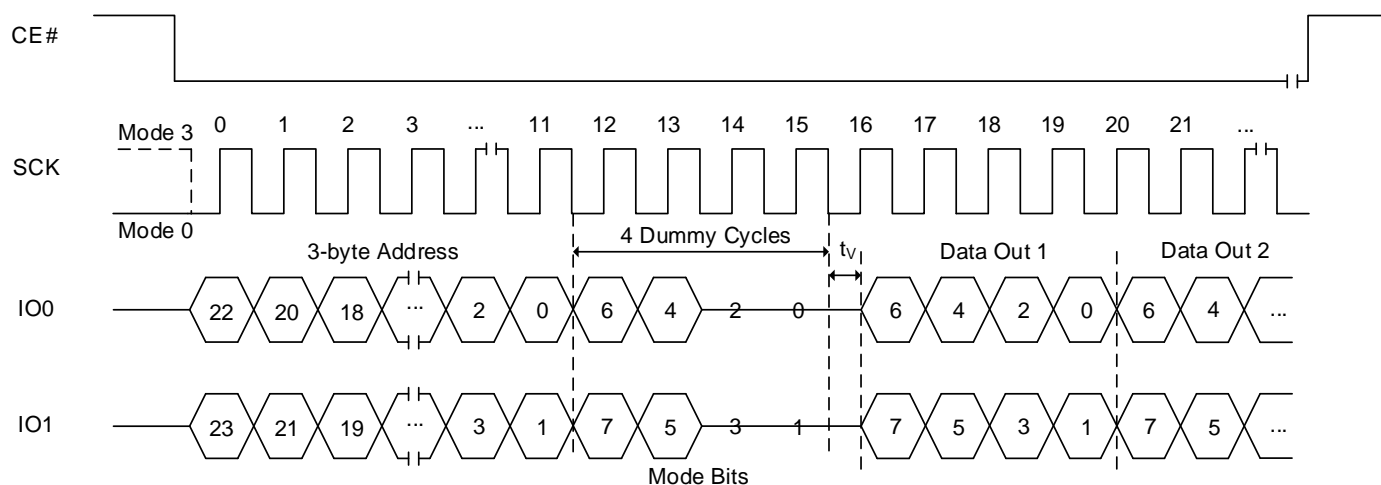 CE#
0 1 2 3 ... 11 12 13 14 15 16 17 18 19 20 21 ...
Mode 3
SCK
Mode 0
3-byte Address 4 Dummy Cycles tV Data Out 1 Data Out 2
IO0 22 20 18 ... 2 0 6 4 2 0 6 4 2 0 6 4 ...
IO1 23 21 19 ... 3 1 7 5 3 1 7 5 3 1 7 5 ...
Mode Bits